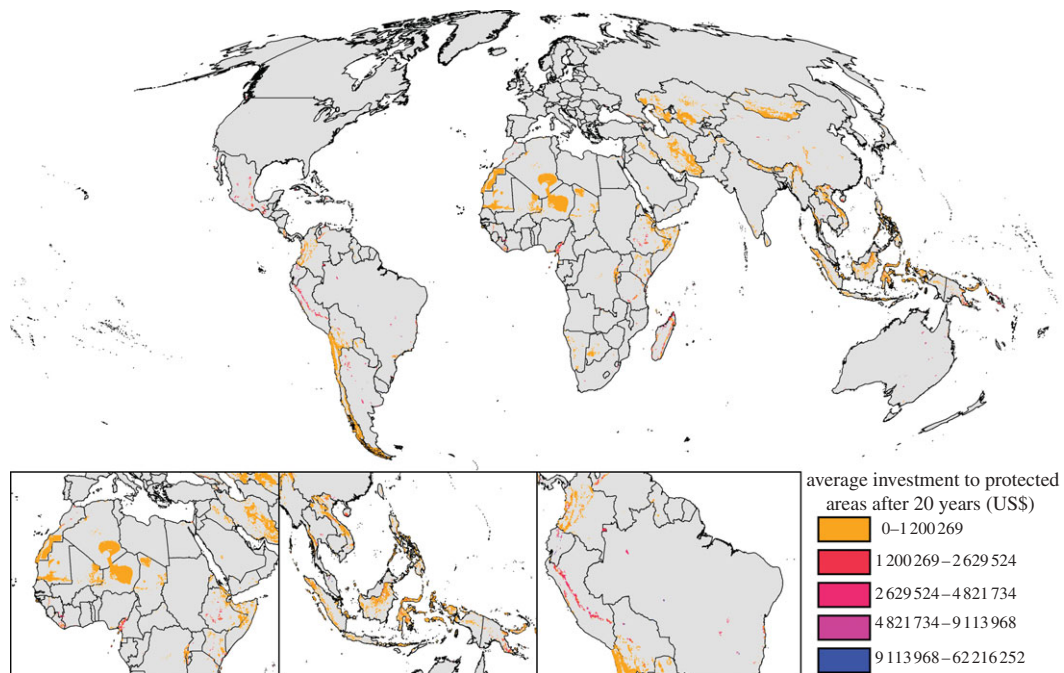 average investment to protected
areas after 20 years (US$)
0–1 200 269
1 200 269–2 629 524
2 629 524–4 821 734
4 821 734–9 113 968
9 113 968–62 216 252